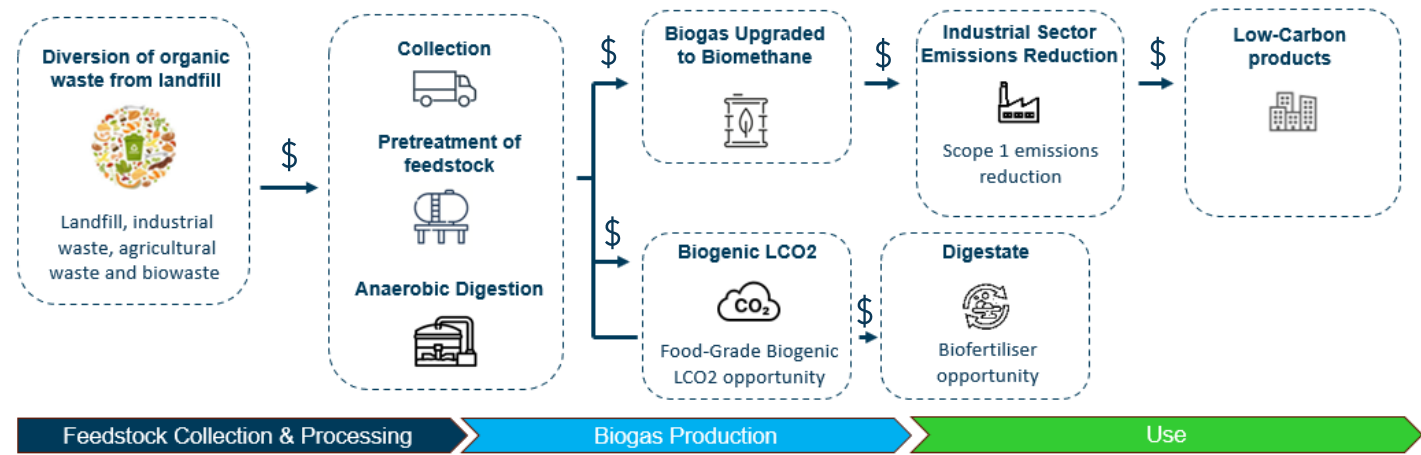 Diversion of organic
waste from landfill
Landfill, industrial
waste, agricultural
waste and biowaste
$
Collection
Pretreatment of
feedstock
Anaerobic Digestion
$
Biogas Upgraded
to Biomethane
$
Industrial Sector
Emissions Reduction
Scope 1 emissions
reduction
$
Low-Carbon
products
$
Biogenic LCO2
CO₂
Food-Grade Biogenic
LCO2 opportunity
$
Digestate
Biofertiliser
opportunity
Feedstock Collection & Processing
Biogas Production
Use